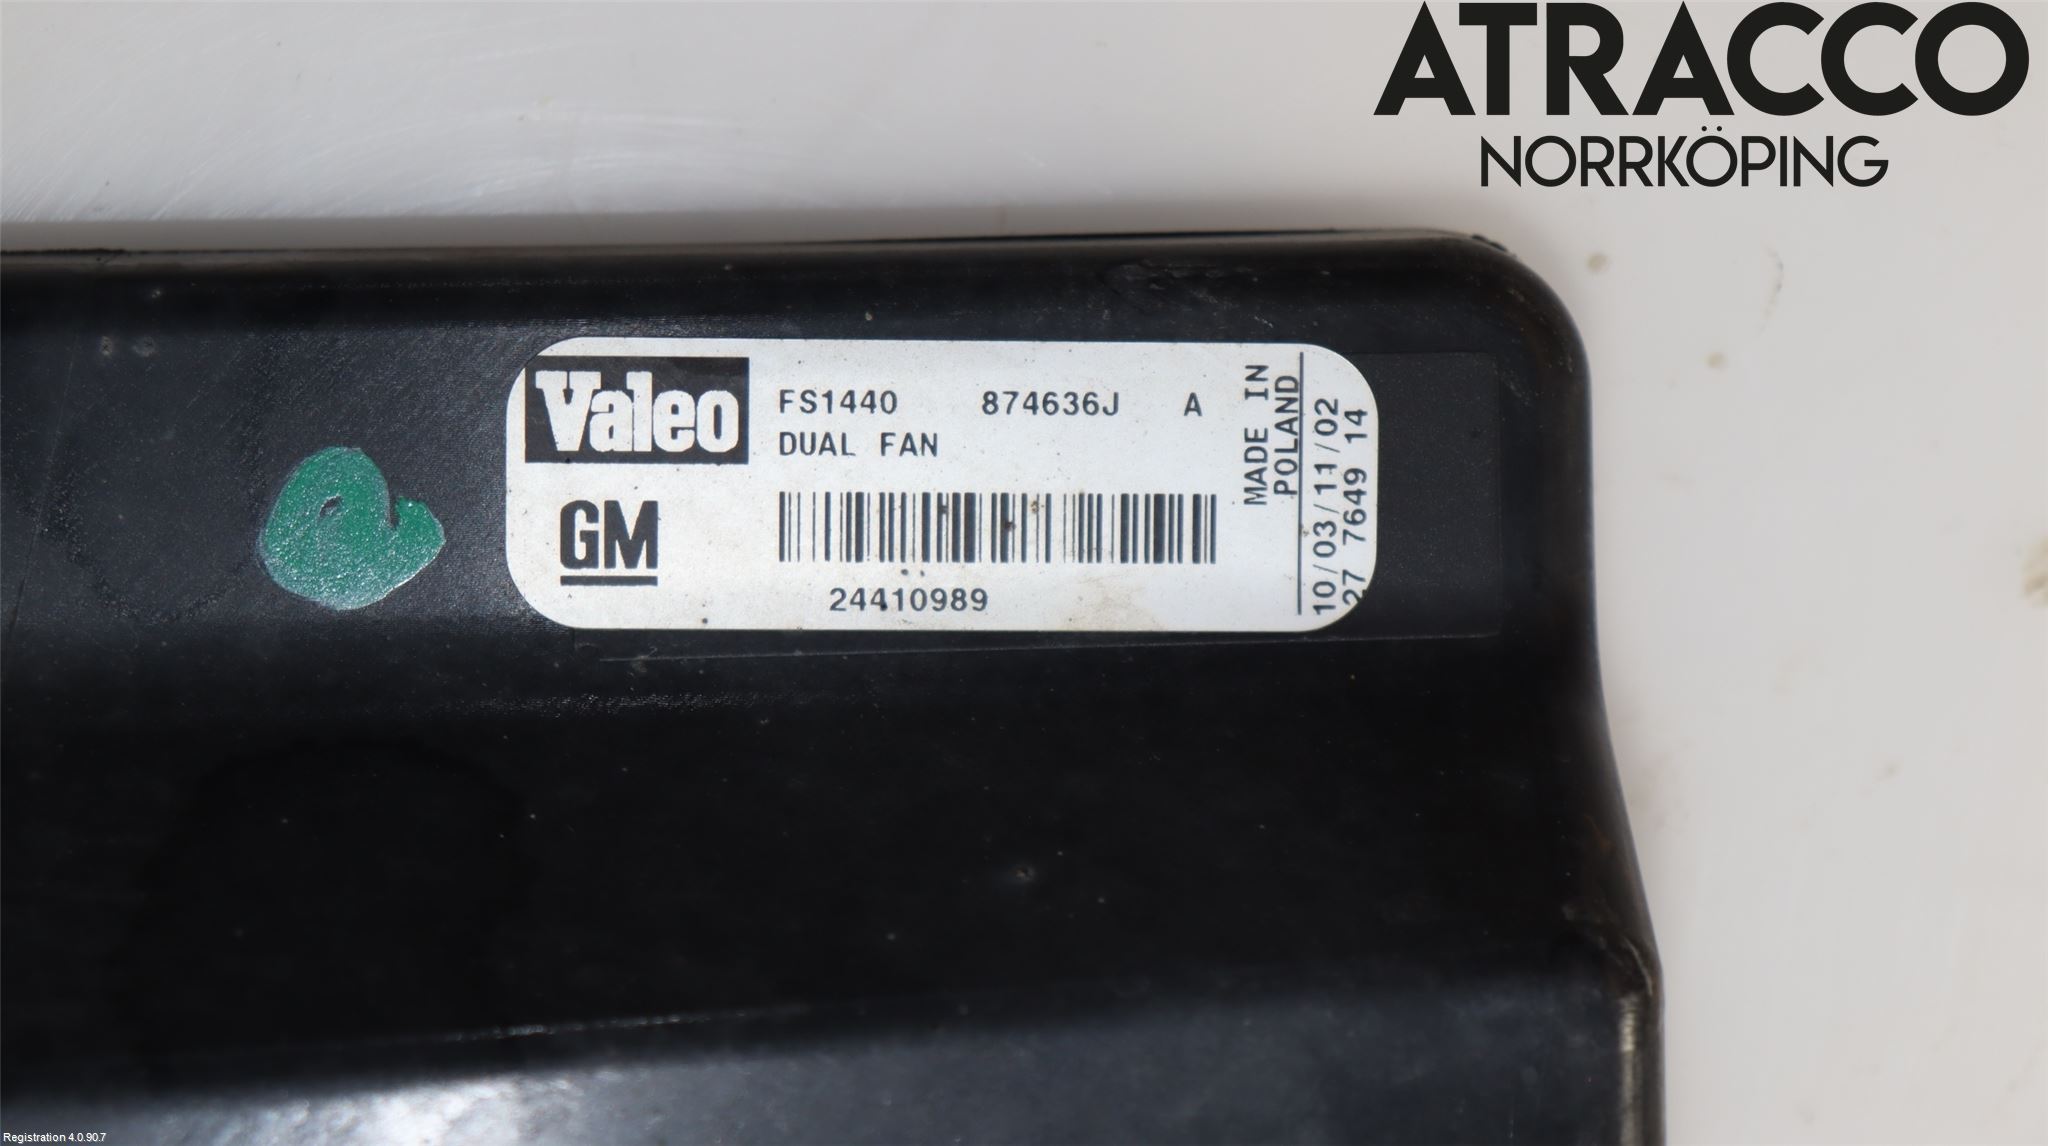 ATRACCO
NORRKÖPING
Valeo
FS1440 874636J A
DUAL FAN
GM
24410989
MADE IN
POLAND
10/03/11/02
27 7649 14
Registration 4.0.90.7